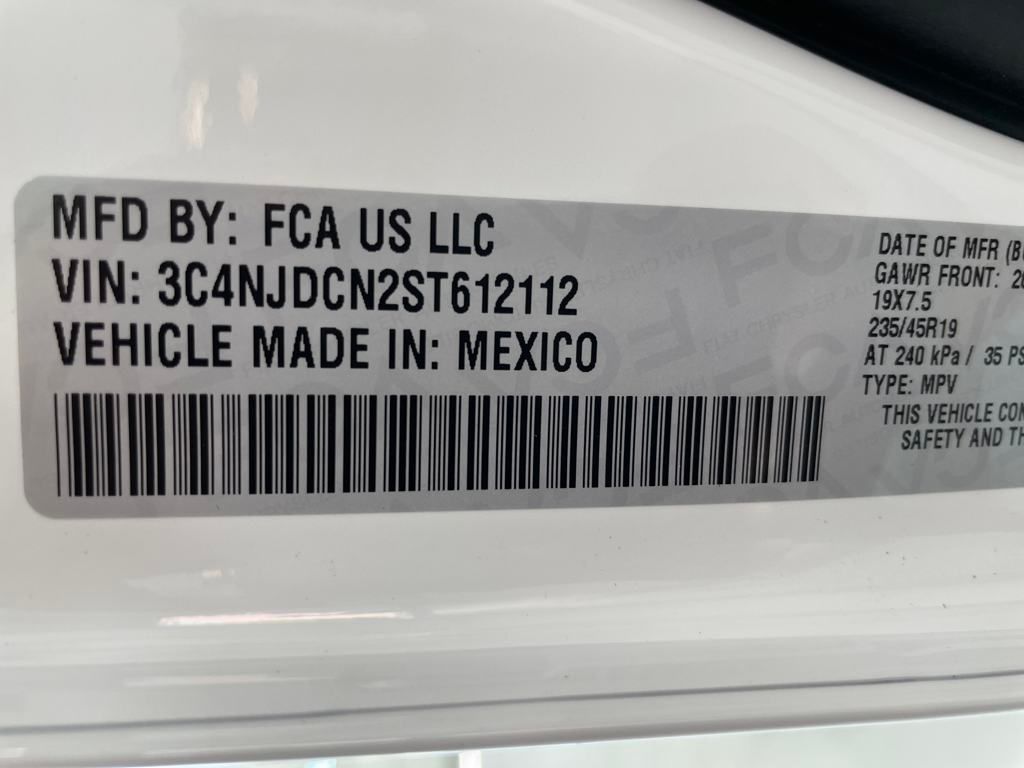 MFD BY: FCA US LLC
VIN: 3C4NJDCN2ST612112
VEHICLE MADE IN: MEXICO
DATE OF MFR
GAWR FRONT:
19X7.5
235/45R19
AT 240 kPa / 35
TYPE: MPV
THIS VEHICLE
SAFETY AND